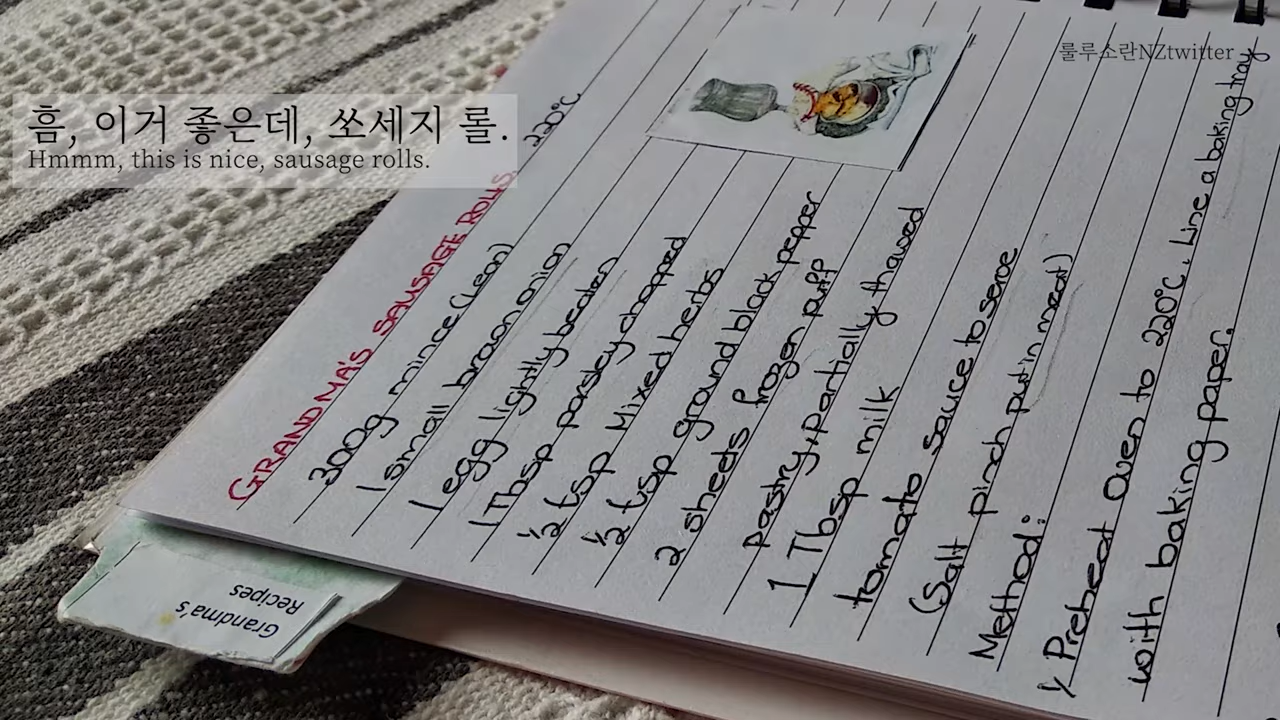 룰루소란NZtwitter
흠, 이거 좋은데, 쏘세지 롤.
Hmmm, this is nice, sausage rolls.
GRANDMA'S SAUSAGE ROLLS 220°C
300g mince (Lean)
1 small brown onion
1 egg lightly beaten
1 Tbsp parsley chopped
1/2 tsp Mixed herbs
1/2 tsp ground black pepper
2 sheets frozen puff
pastry, partially thawed
1 Tbsp milk
tomato sauce to serve
(Salt pinch put in meat)
Method:
1/ Preheat oven to 220°C. Line a baking tray
with baking paper.
Grandma's
Recipes